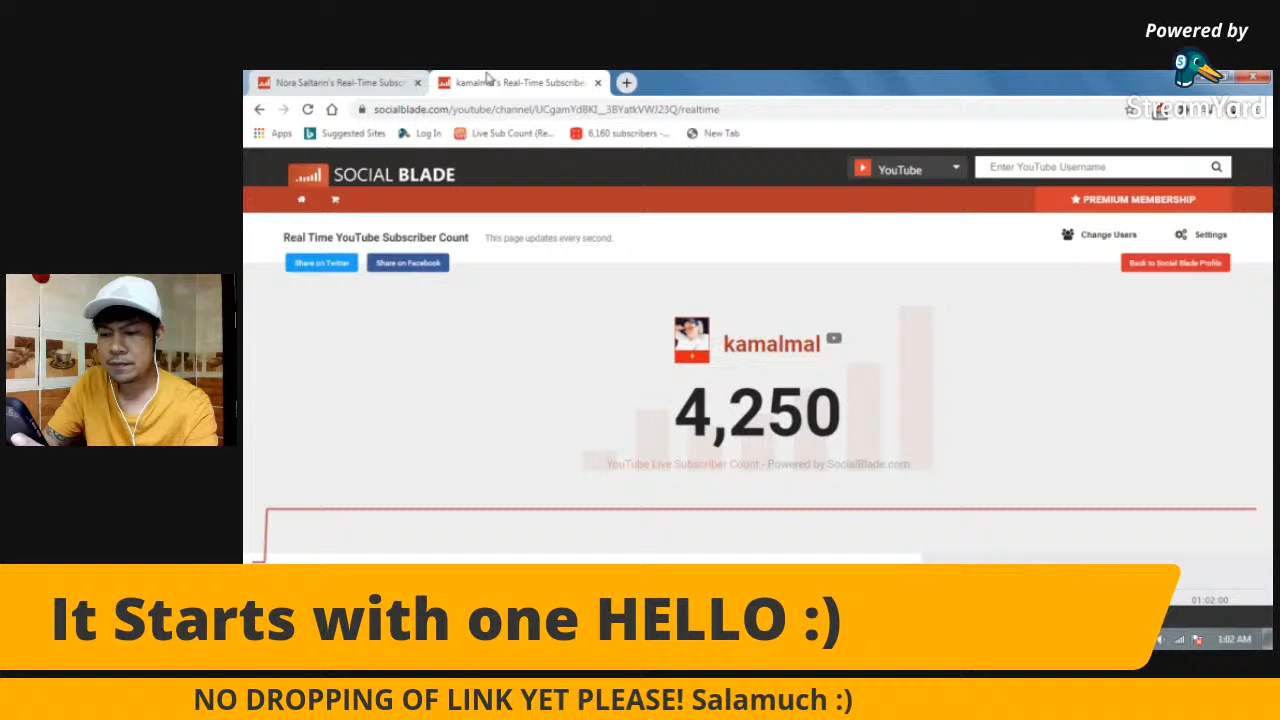 Powered by
StreamYard
Nora Saltann's Real-Time Subsc
kamalmal's Real-Time Subscribe
socialblade.com/youtube/channel/UCgamYdBKI__3BYatkVWJ23Q/realtime
Apps Suggested Sites Log In Live Sub Count (Re... 6,160 subscribers -... New Tab
SOCIAL BLADE
YouTube
Enter YouTube Username
PREMIUM MEMBERSHIP
Real Time YouTube Subscriber Count This page updates every second.
Change Users Settings
Share on Twitter Share on Facebook
Back to Social Blade Profile
kamalmal
4,250
YouTube Live Subscriber Count - Powered by SocialBlade.com
01:02:00
It Starts with one HELLO :)
1:02 AM
NO DROPPING OF LINK YET PLEASE! Salamuch :)